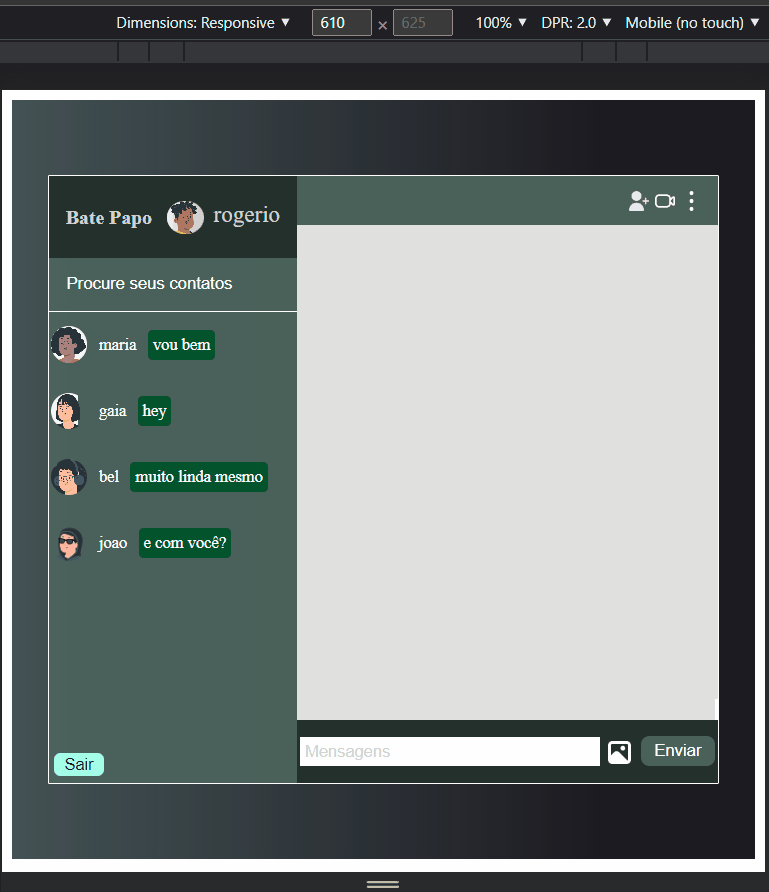 Dimensions: Responsive ▼ 610 × 625 100% ▼ DPR: 2.0 ▼ Mobile (no touch) ▼
Bate Papo rogerio
Procure seus contatos
maria vou bem
gaia hey
bel muito linda mesmo
joao e com você?
Sair
Mensagens Enviar